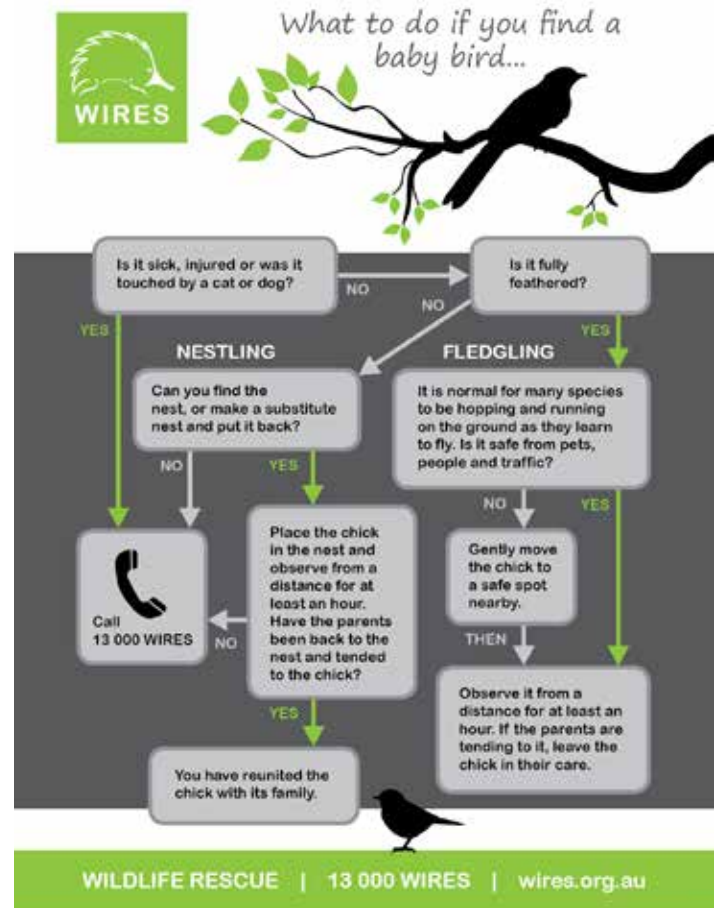 What to do if you find a
baby bird...
WIRES
Is it sick, injured or was it
touched by a cat or dog?
NO
Is it fully
feathered?
NO
YES
YES
NESTLING
FLEDGLING
Can you find the
nest, or make a substitute
nest and put it back?
It is normal for many species
to be hopping and running
on the ground as they learn
to fly. Is it safe from pets,
people and traffic?
NO
YES
NO
YES
Place the chick
in the nest and
observe from a
distance for at
least an hour.
Have the parents
been back to the
nest and tended
to the chick?
Gently move
the chick to
a safe spot
nearby.
Call
13 000 WIRES
NO
THEN
YES
Observe it from a
distance for at least an
hour. If the parents are
tending to it, leave the
chick in their care.
You have reunited the
chick with its family.
WILDLIFE RESCUE | 13 000 WIRES | wires.org.au